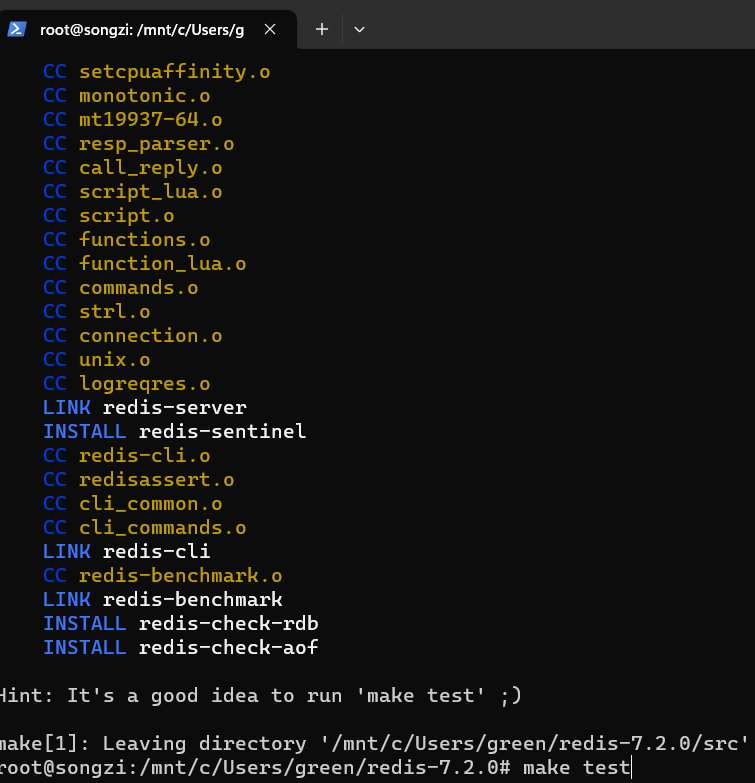 root@songzi: /mnt/c/Users/g
CC setcpuaffinity.o
CC monotonic.o
CC mt19937-64.o
CC resp_parser.o
CC call_reply.o
CC script_lua.o
CC script.o
CC functions.o
CC function_lua.o
CC commands.o
CC strl.o
CC connection.o
CC unix.o
CC logreqres.o
LINK redis-server
INSTALL redis-sentinel
CC redis-cli.o
CC redisassert.o
CC cli_common.o
CC cli_commands.o
LINK redis-cli
CC redis-benchmark.o
LINK redis-benchmark
INSTALL redis-check-rdb
INSTALL redis-check-aof
Hint: It's a good idea to run 'make test' ;)
make[1]: Leaving directory '/mnt/c/Users/green/redis-7.2.0/src'
root@songzi:/mnt/c/Users/green/redis-7.2.0# make test